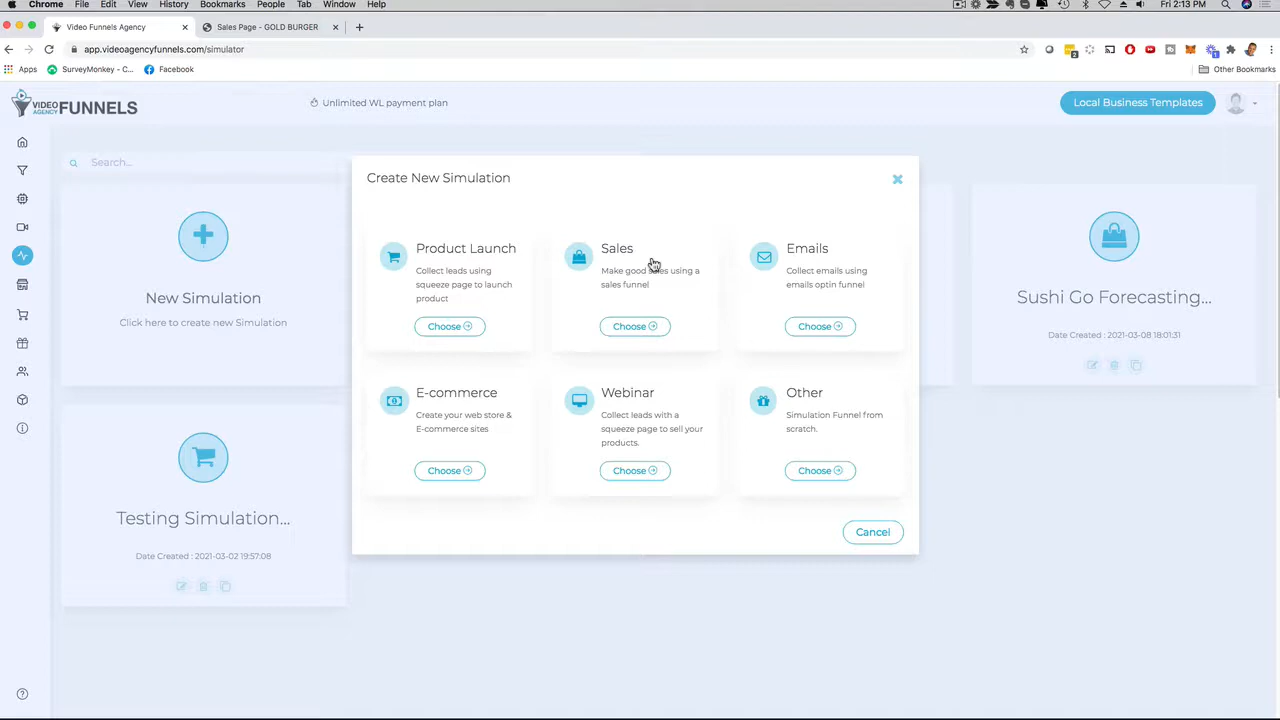 Chrome File Edit View History Bookmarks People Tab Window Help
Fri 2:13 PM
Video Funnels Agency
Sales Page - GOLD BURGER
app.videoagencyfunnels.com/simulator
Apps SurveyMonkey - C... Facebook
Other Bookmarks
VIDEO AGENCY FUNNELS
Unlimited WL payment plan
Local Business Templates
Search...
Create New Simulation
Product Launch
Collect leads using
squeeze page to launch
product
Choose
Sales
Make good sales using a
sales funnel
Choose
Emails
Collect emails using
emails optin funnel
Choose
E-commerce
Create your web store &
E-commerce sites
Choose
Webinar
Collect leads with a
squeeze page to sell your
products.
Choose
Other
Simulation Funnel from
scratch.
Choose
Cancel
New Simulation
Click here to create new Simulation
Sushi Go Forecasting...
Date Created : 2021-03-08 18:01:31
Testing Simulation...
Date Created : 2021-03-02 19:57:08